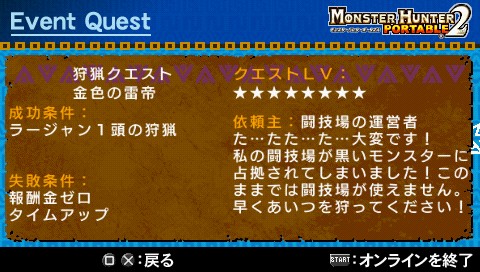 Event Quest
MONSTER HUNTER
PORTABLE 2
狩猟クエスト
金色の雷帝
成功条件：
ラージャン１頭の狩猟
失敗条件：
報酬金ゼロ
タイムアップ
クエストＬＶ：
★★★★★★★★
依頼主：闘技場の運営者
た…たた…た…大変です！
私の闘技場が黒いモンスターに
占拠されてしまいました！この
ままでは闘技場が使えません。
早くあいつを狩ってください！
:戻る
START:オンラインを終了